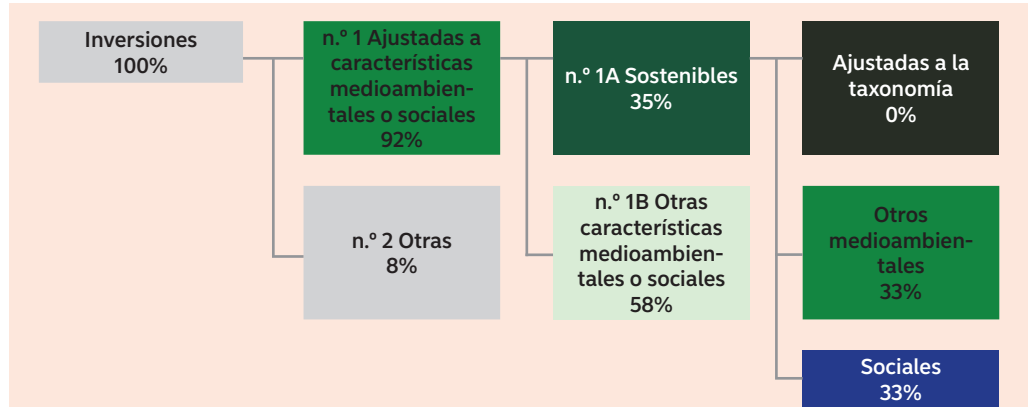 Inversiones
100%
n.º 1 Ajustadas a
características
medioambien-
tales o sociales
92%
n.º 1A Sostenibles
35%
Ajustadas a la
taxonomía
0%
n.º 2 Otras
8%
n.º 1B Otras
características
medioambien-
tales o sociales
58%
Otros
medioambien-
tales
33%
Sociales
33%